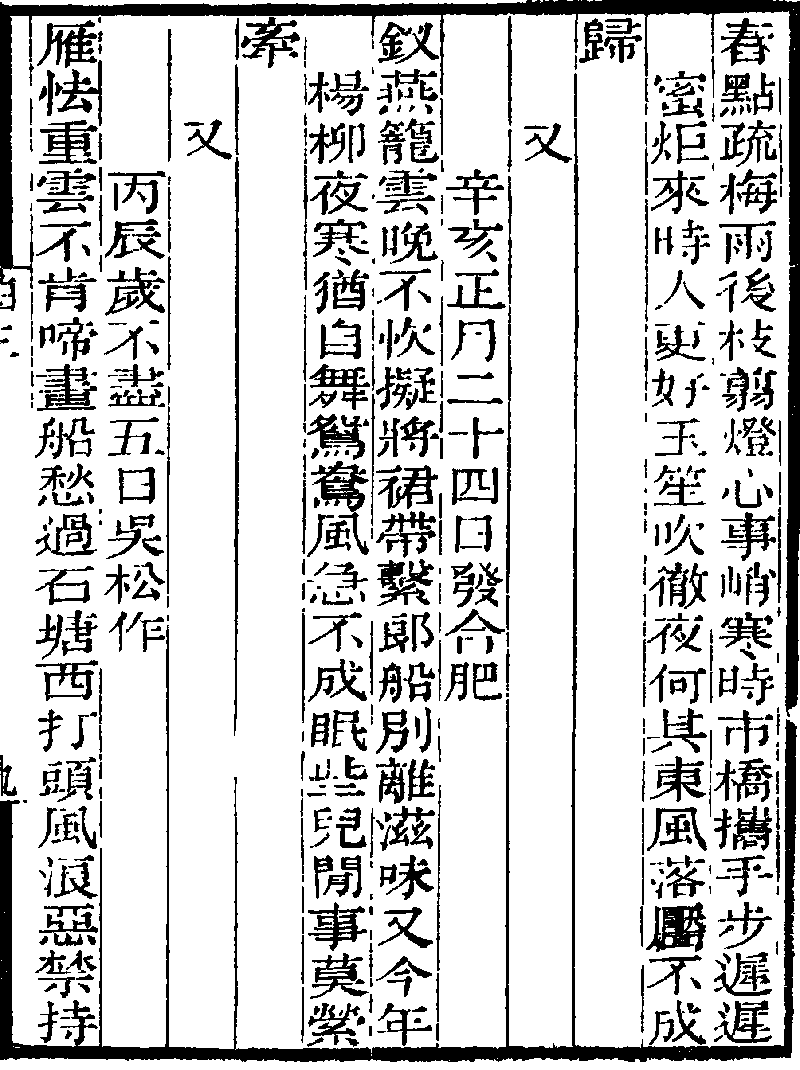 春點疏梅雨後枝翦燈心事峭寒時市橋攜手步遲遲
蜜炬來時人更好玉笙吹徹夜何其東風落靨不成
歸
又
辛亥正月二十四日發合肥
釵燕籠雲晚不忺擬將裙帶繫郎船別離滋味又今年
楊柳夜寒猶自舞鴛鴦風急不成眠些兒閒事莫縈
牽
又
丙辰歲不盡五日吳松作
雁怯重雲不肯啼畫船愁過石塘西打頭風浪惡禁持